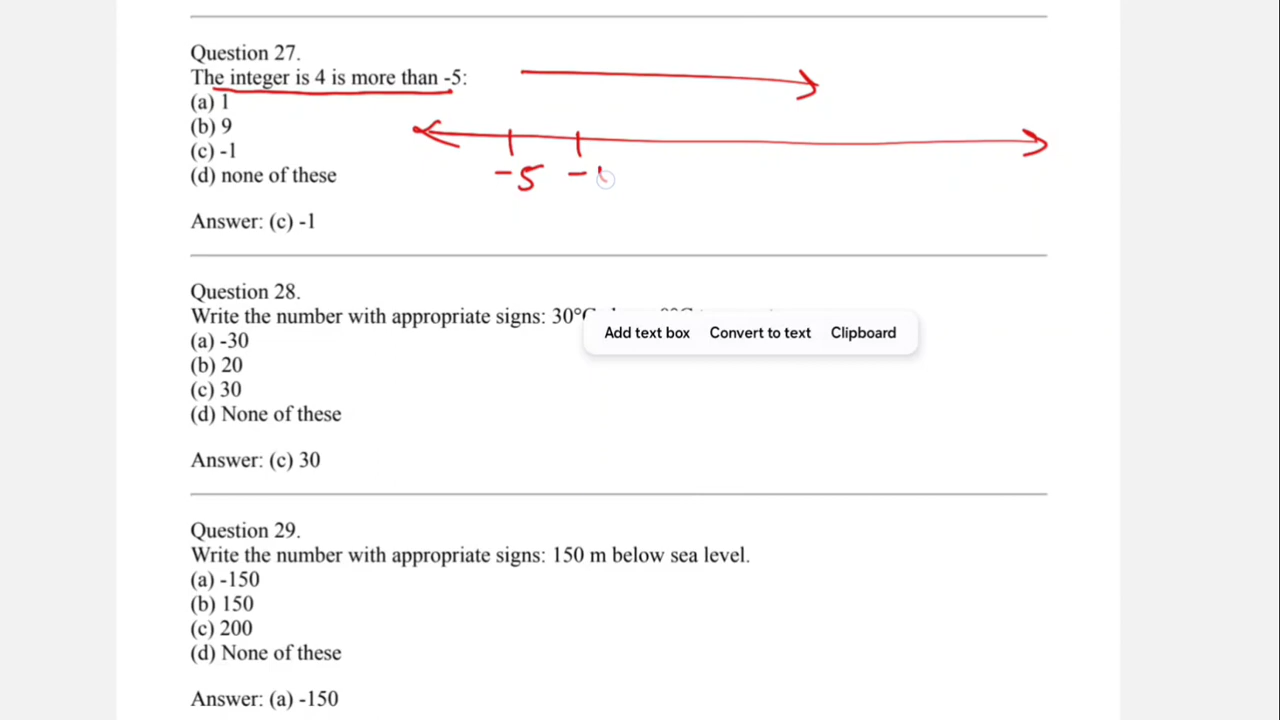 Question 27.
The integer is 4 is more than -5:
(a) 1
(b) 9
(c) -1
(d) none of these
-5
Answer: (c) -1
Question 28.
Write the number with appropriate signs: 30°C
(a) -30
(b) 20
(c) 30
(d) None of these
Add text box Convert to text Clipboard
Answer: (c) 30
Question 29.
Write the number with appropriate signs: 150 m below sea level.
(a) -150
(b) 150
(c) 200
(d) None of these
Answer: (a) -150